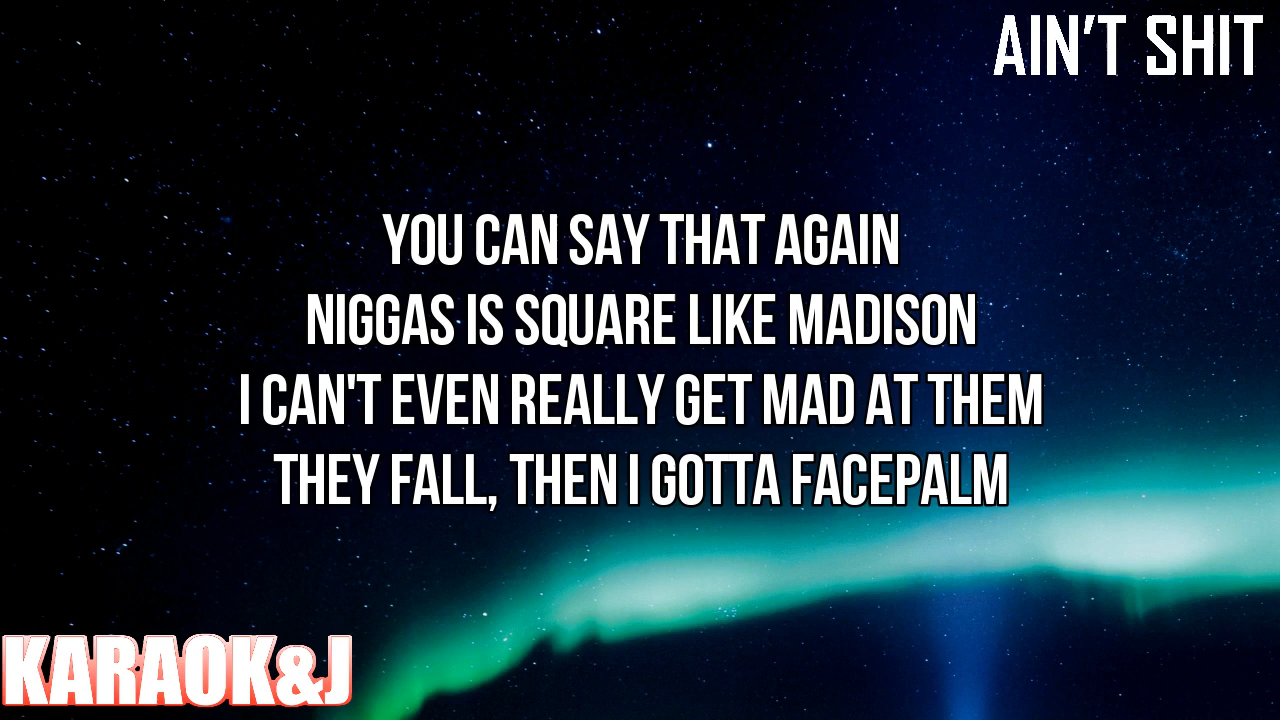 AIN'T SHIT
YOU CAN SAY THAT AGAIN
NIGGAS IS SQUARE LIKE MADISON
I CAN'T EVEN REALLY GET MAD AT THEM
THEY FALL, THEN I GOTTA FACEPALM
KARAOK&J